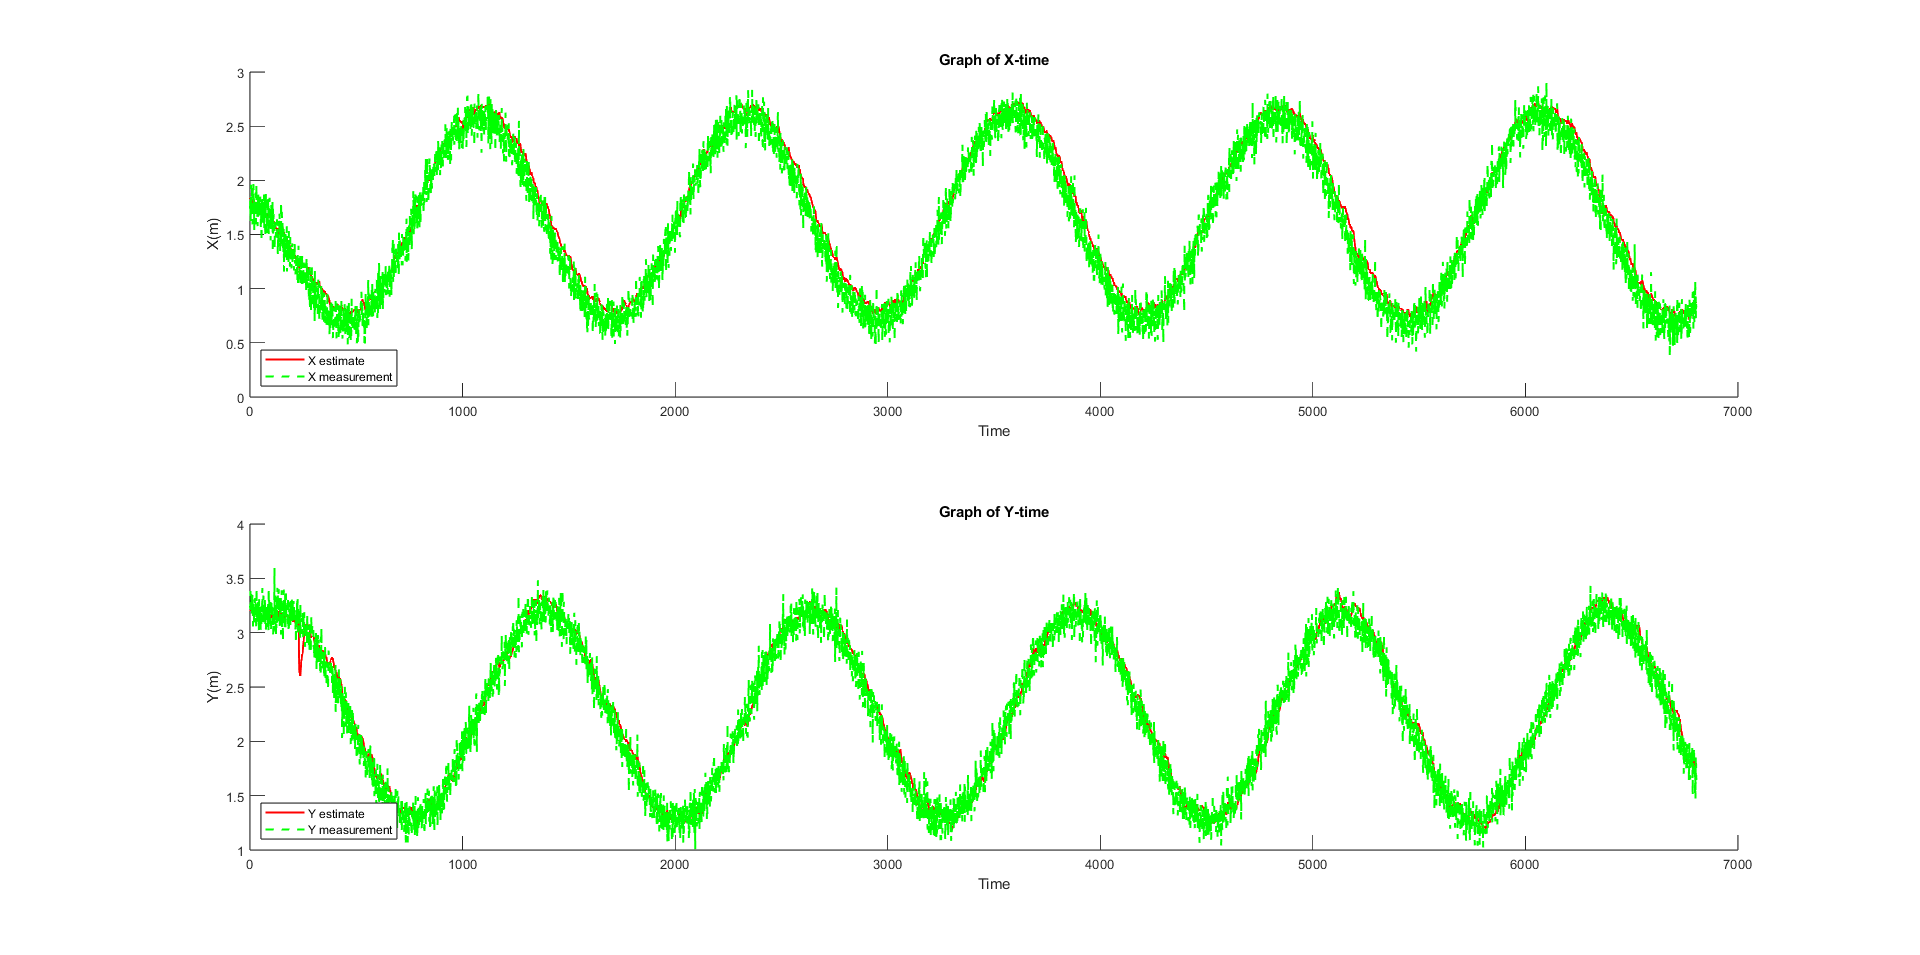 Graph of X-time
3
2.5
2
1.5
1
0.5
0
X(m)
X estimate
X measurement
0 1000 2000 3000 4000 5000 6000 7000
Time
Graph of Y-time
4
3.5
3
2.5
2
1.5
1
Y(m)
Y estimate
Y measurement
0 1000 2000 3000 4000 5000 6000 7000
Time